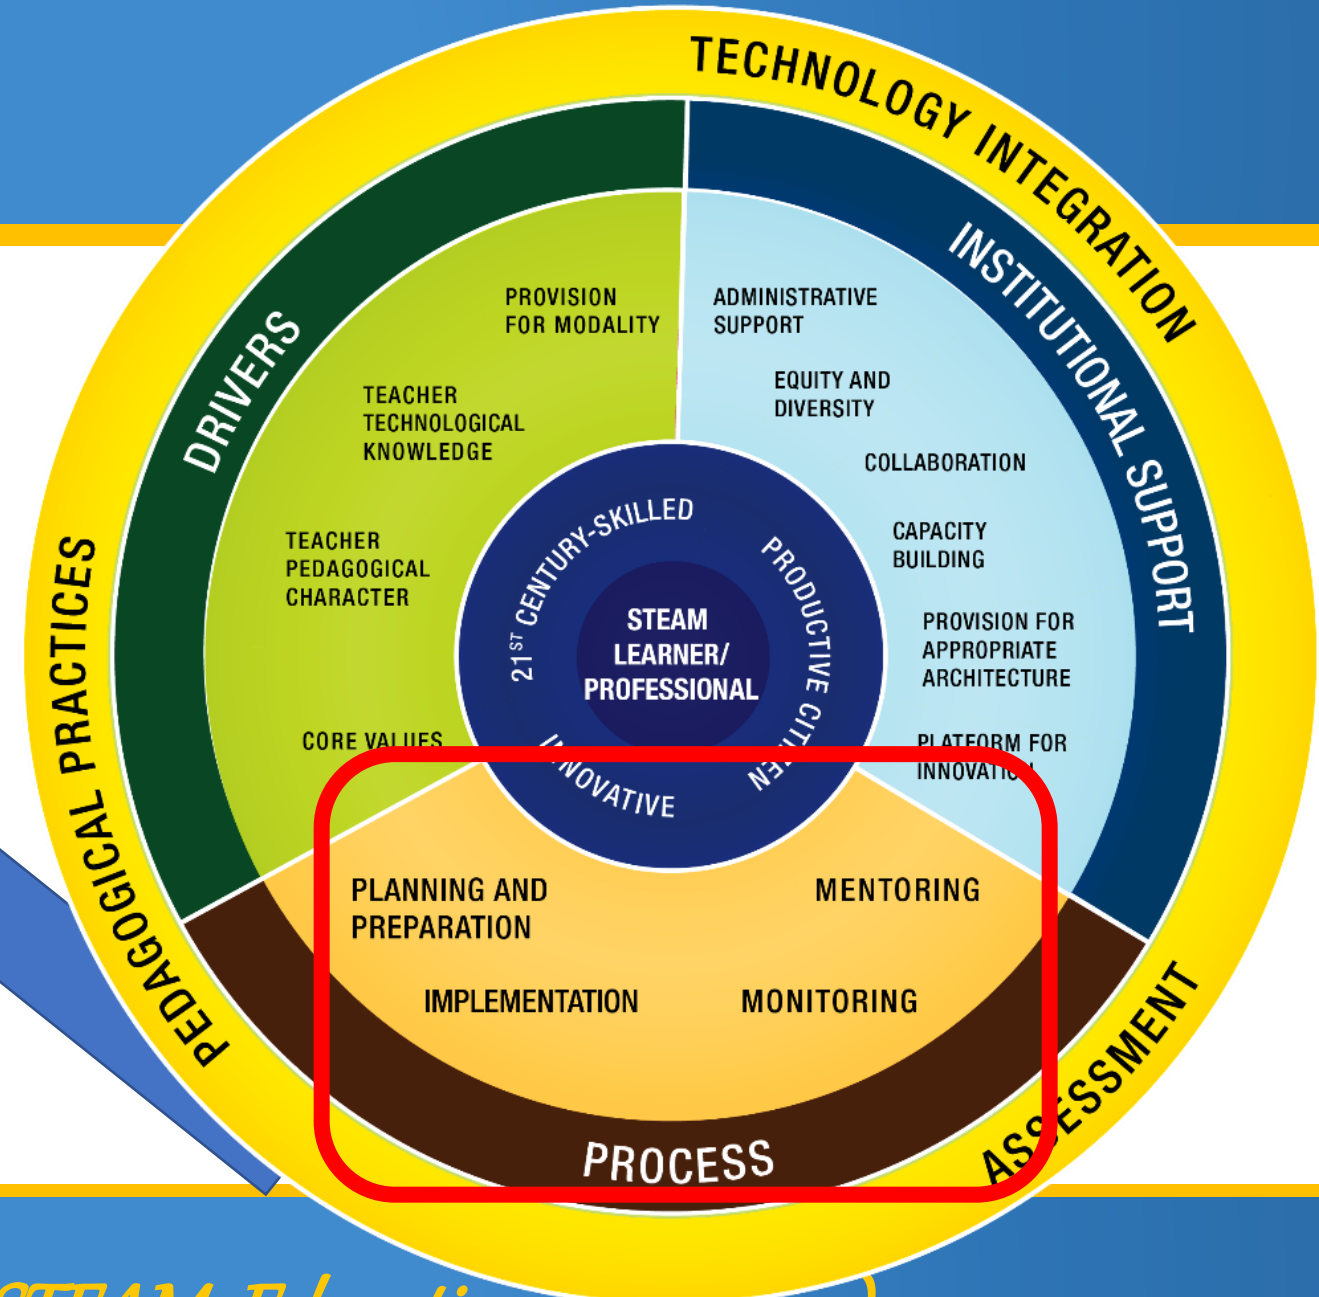 TECHNOLOGY INTEGRATION
INSTITUTIONAL SUPPORT
DRIVERS
PROVISION
FOR MODALITY
TEACHER
TECHNOLOGICAL
KNOWLEDGE
TEACHER
PEDAGOGICAL
CHARACTER
CORE VALUES
ADMINISTRATIVE
SUPPORT
EQUITY AND
DIVERSITY
COLLABORATION
CAPACITY
BUILDING
PROVISION FOR
APPROPRIATE
ARCHITECTURE
PLATFORM FOR
INNOVATION
21ST CENTURY-SKILLED
PRODUCTIVE CITIZEN
INNOVATIVE
STEAM
LEARNER/
PROFESSIONAL
PEDAGOGICAL PRACTICES
PLANNING AND
PREPARATION
IMPLEMENTATION
MENTORING
MONITORING
PROCESS
ASSESSMENT
STEAM